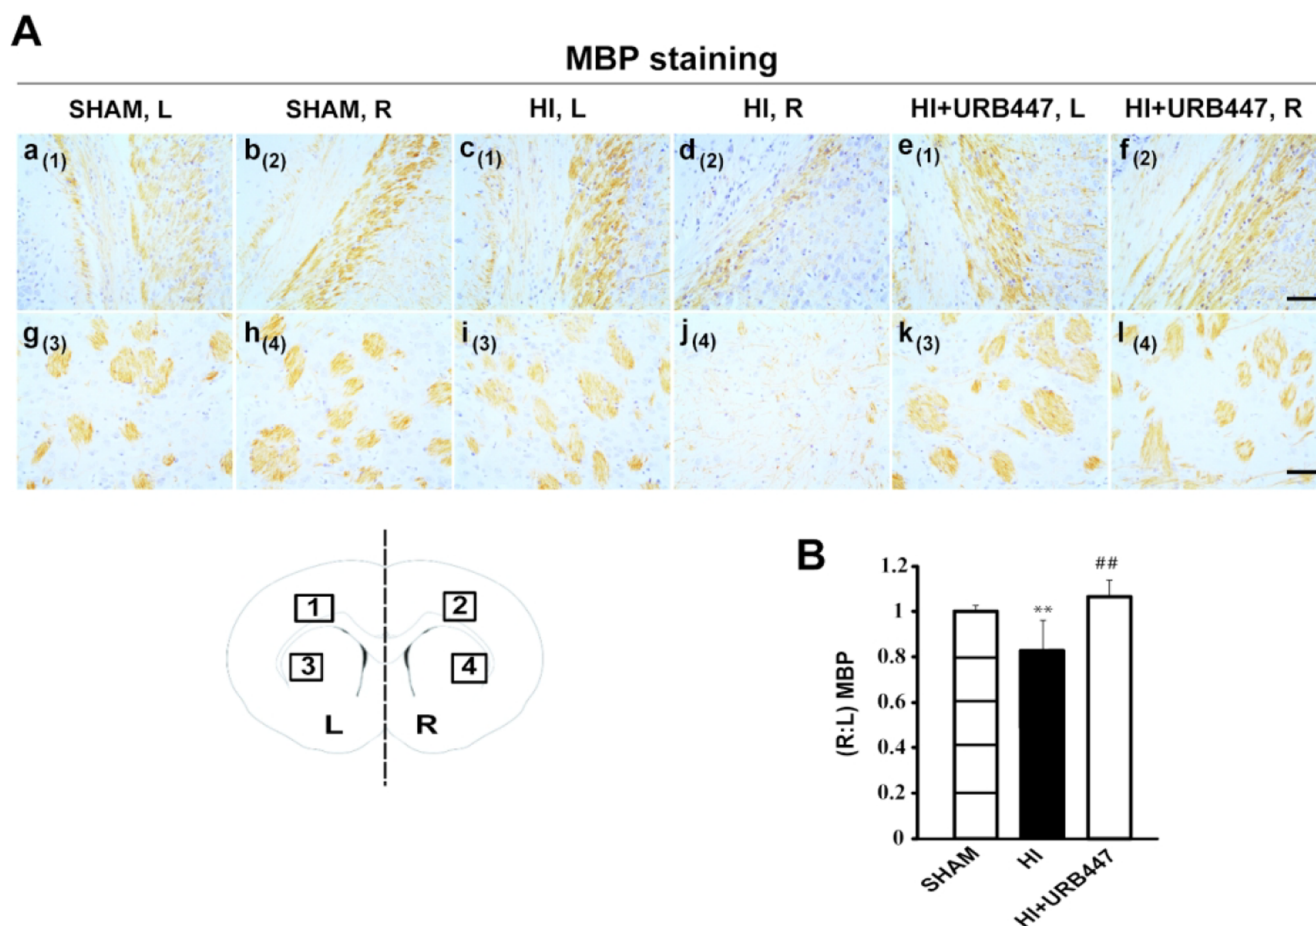 A
MBP staining
SHAM, L SHAM, R HI, L HI, R HI+URB447, L HI+URB447, R
a(1) b(2) c(1) d(2) e(1) f(2)
g(3) h(4) i(3) j(4) k(3) l(4)
1 2
3 4
L R
B
(R:L) MBP
1.2
1
0.8
0.6
0.4
0.2
0
** ##
SHAM HI HI+URB447